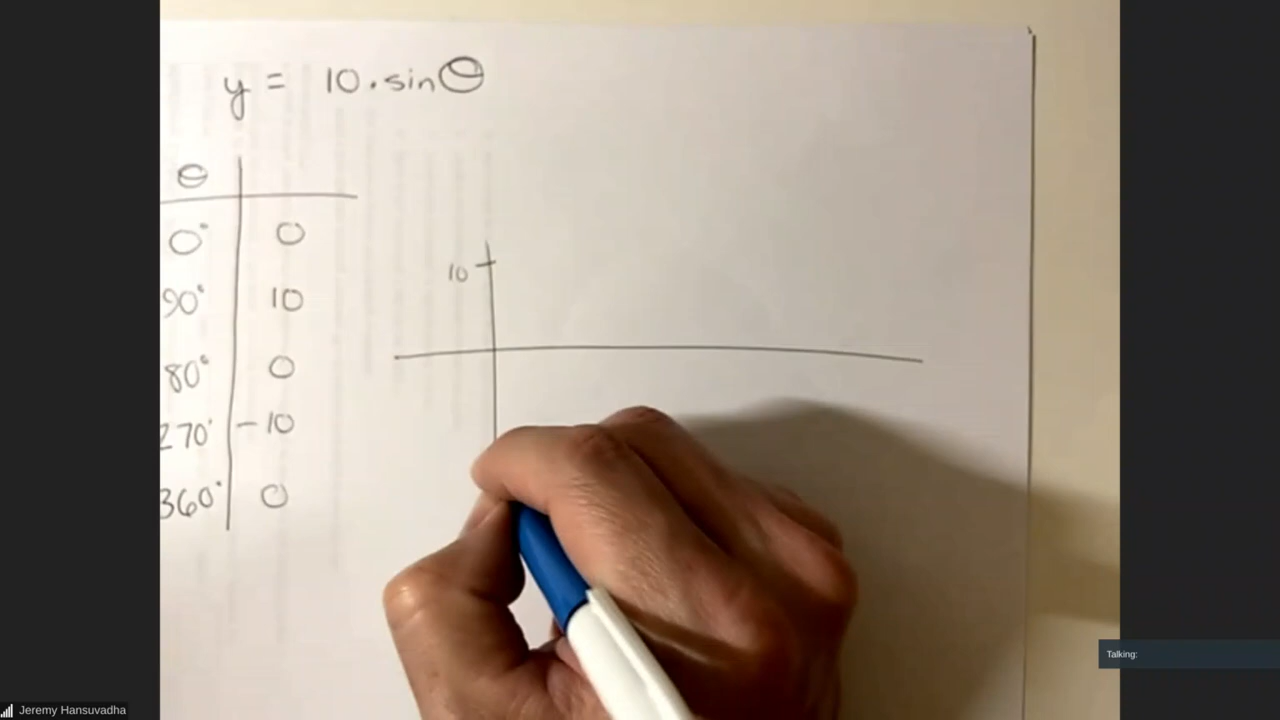 y = 10·sinθ
θ
0° 0
90° 10
80° 0
270° -10
360° 0
10
Talking:
Jeremy Hansuvadha